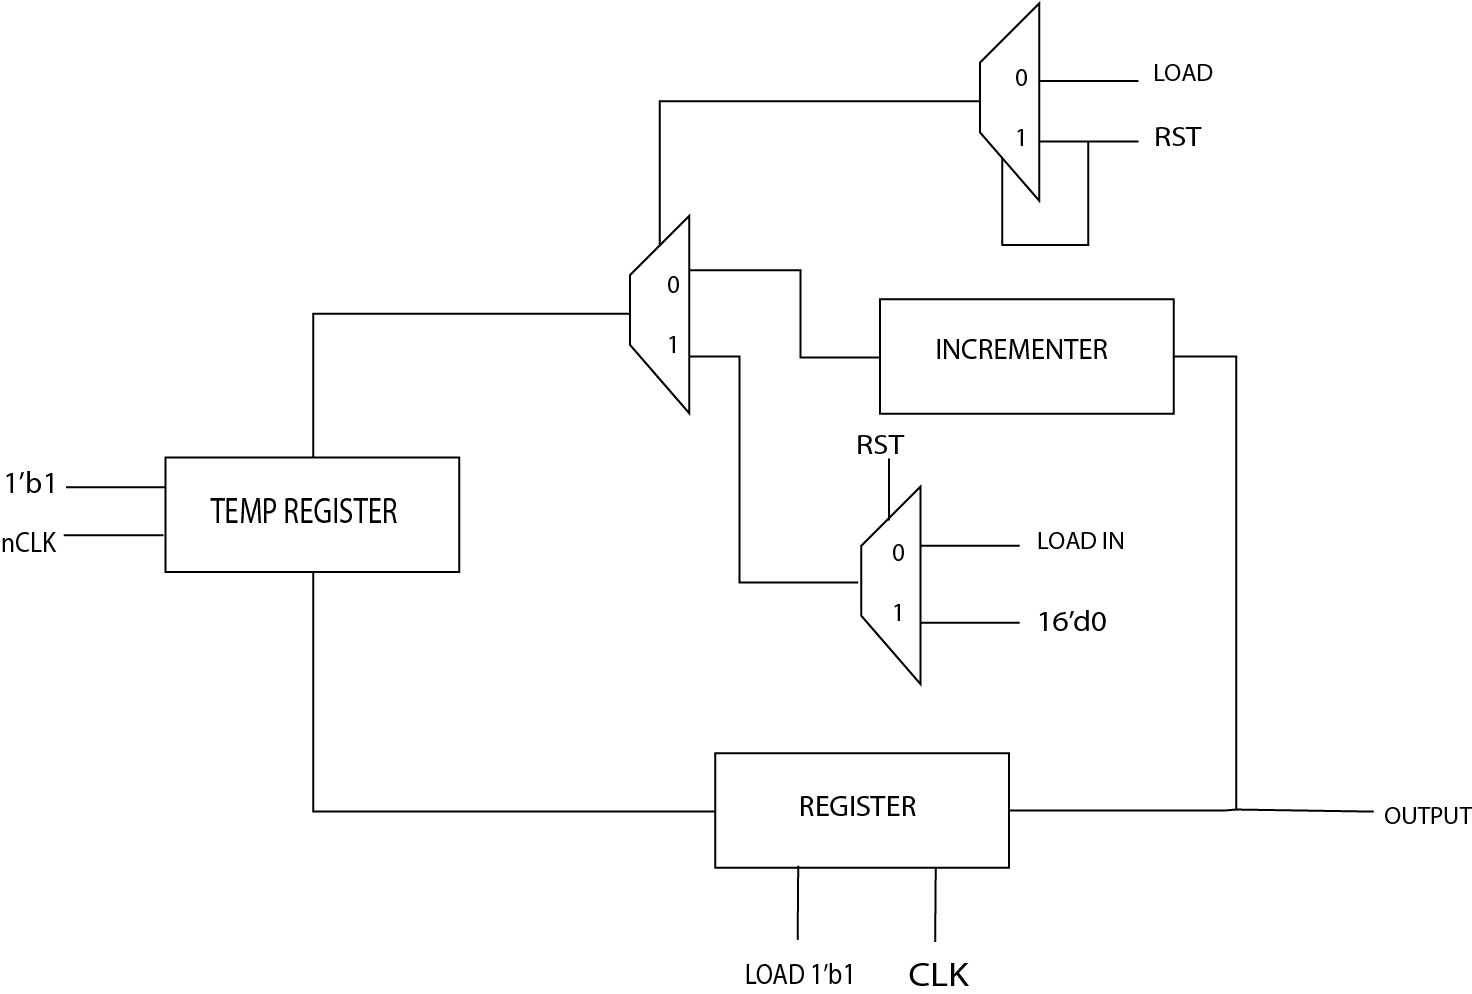 0
LOAD
1
RST
0
1
INCREMENTER
RST
1’b1
TEMP REGISTER
nCLK
0
LOAD IN
1
16’d0
REGISTER
OUTPUT
LOAD 1’b1
CLK